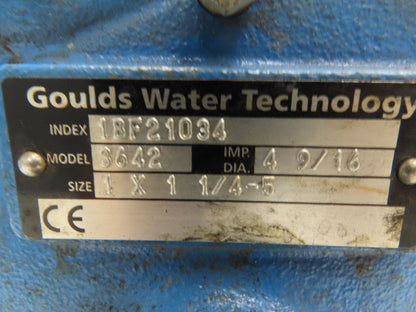 Goulds Water Technology
INDEX 1BF21034
MODEL 3642 IMP. DIA. 4 9/16
SIZE 1 X 1 1/4-5
CE